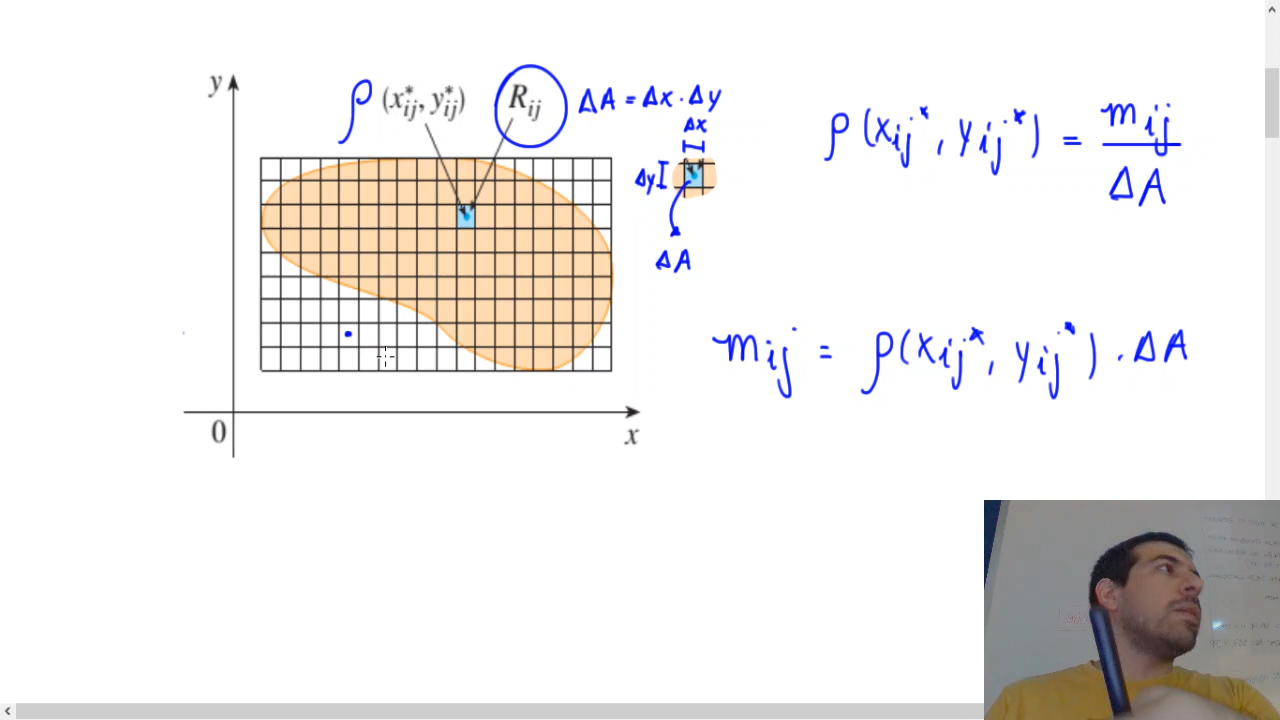 y
ρ (x*ij, y*ij) Rij ΔA = Δx · Δy
Δx
Δy
ΔA
0
x
ρ(xij*, yij*) = mij / ΔA
mij = ρ(xij*, yij*) · ΔA